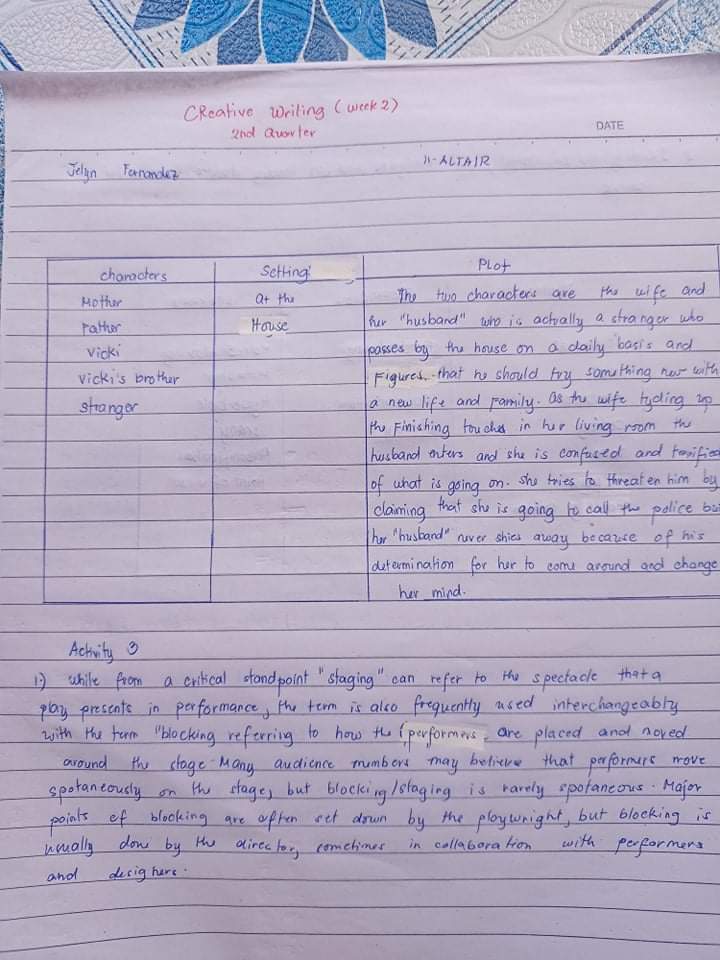 CReative Writing (week 2)
2nd Quarter
DATE
Jelyn Fernandez
11-ALTAIR
characters
Mother
Father
Vicki
Vicki's brother
stranger
Setting:
at the
House
Plot
The two characters are the wife and
her "husband" who is actually a stranger who
passes by the house on a daily basis and
Figures. that he should try something new with
a new life and family. as the wife tyding up
the Finishing touches in her living room the
husband enters and she is confused and terrified
of what is going on. she tries to threaten him by
claiming that she is going to call the police but
her "husband" never shies away because of his
determination for her to come around and change
her mind.
Activity 3
1.) while from a critical standpoint "staging" can refer to the spectacle that a
play presents in performance, the term is also frequently used interchangeably
with the term "blocking referring to how the (performers, are placed and moved
around the stage. Many audience numbers may believe that performers move
spotaneously on the stage, but blocking/staging is rarely spotaneous. Major
points of blocking are often set down by the playwright, but blocking is
usually done by the director, sometimes in collaboration with performers
and designers.